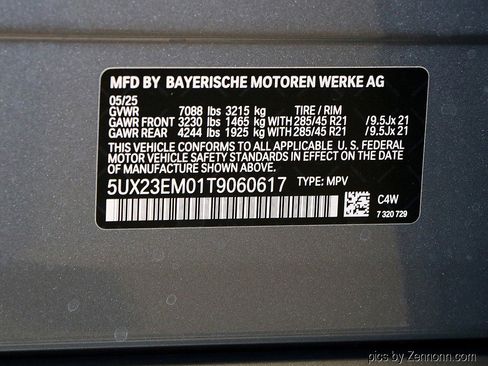 MFD BY BAYERISCHE MOTOREN WERKE AG
05/25
GVWR 7088 lbs 3215 kg TIRE / RIM
GAWR FRONT 3230 lbs 1465 kg WITH 285/45 R21 / 9.5Jx 21
GAWR REAR 4244 lbs 1925 kg WITH 285/45 R21 / 9.5Jx 21
THIS VEHICLE CONFORMS TO ALL APPLICABLE U. S. FEDERAL
MOTOR VEHICLE SAFETY STANDARDS IN EFFECT ON THE DATE OF
MANUFACTURE SHOWN ABOVE.
5UX23EM01T9060617 TYPE: MPV
C4W
7 320 729
pics by Zennonn.com